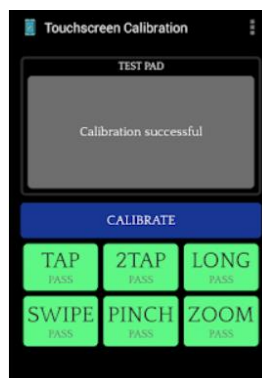 Touchscreen Calibration
TEST PAD
Calibration successful
CALIBRATE
TAP 2TAP LONG
PASS PASS PASS
SWIPE PINCH ZOOM
PASS PASS PASS